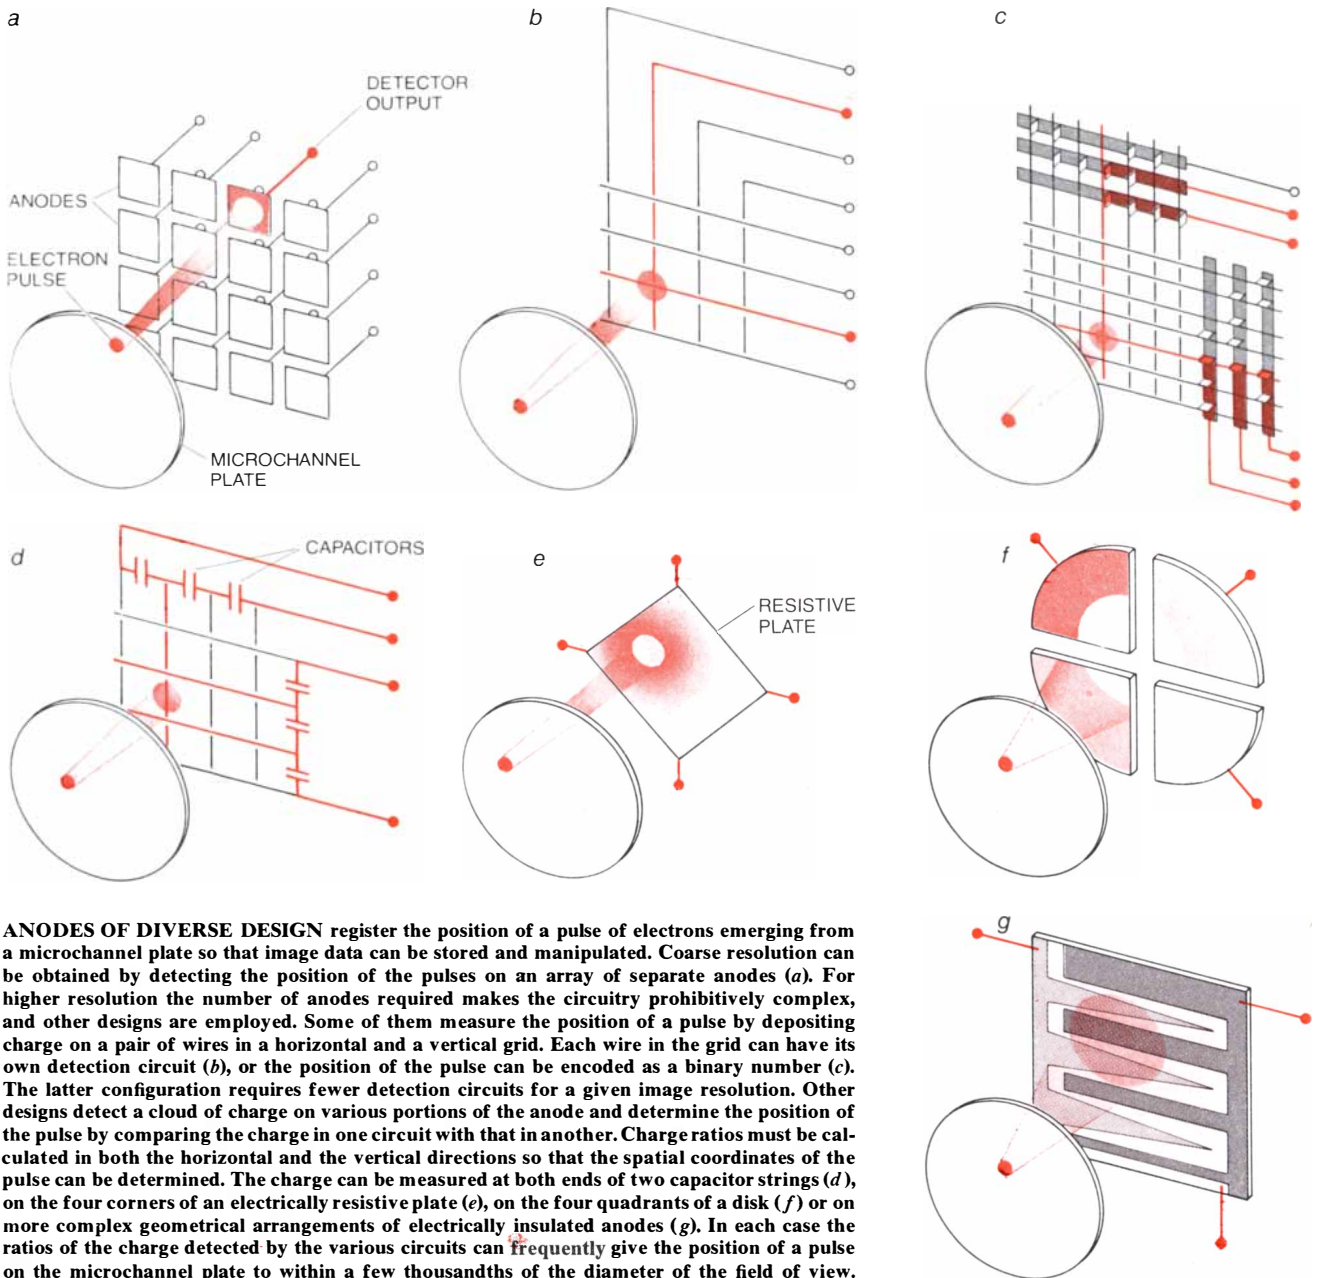 a
b
c
DETECTOR
OUTPUT
ANODES
ELECTRON
PULSE
MICROCHANNEL
PLATE
d
CAPACITORS
e
RESISTIVE
PLATE
f
g
ANODES OF DIVERSE DESIGN register the position of a pulse of electrons emerging from
a microchannel plate so that image data can be stored and manipulated. Coarse resolution can
be obtained by detecting the position of the pulses on an array of separate anodes (a). For
higher resolution the number of anodes required makes the circuitry prohibitively complex,
and other designs are employed. Some of them measure the position of a pulse by depositing
charge on a pair of wires in a horizontal and a vertical grid. Each wire in the grid can have its
own detection circuit (b), or the position of the pulse can be encoded as a binary number (c).
The latter configuration requires fewer detection circuits for a given image resolution. Other
designs detect a cloud of charge on various portions of the anode and determine the position of
the pulse by comparing the charge in one circuit with that in another. Charge ratios must be cal-
culated in both the horizontal and the vertical directions so that the spatial coordinates of the
pulse can be determined. The charge can be measured at both ends of two capacitor strings (d),
on the four corners of an electrically resistive plate (e), on the four quadrants of a disk (f) or on
more complex geometrical arrangements of electrically insulated anodes (g). In each case the
ratios of the charge detected by the various circuits can frequently give the position of a pulse
on the microchannel plate to within a few thousandths of the diameter of the field of view.